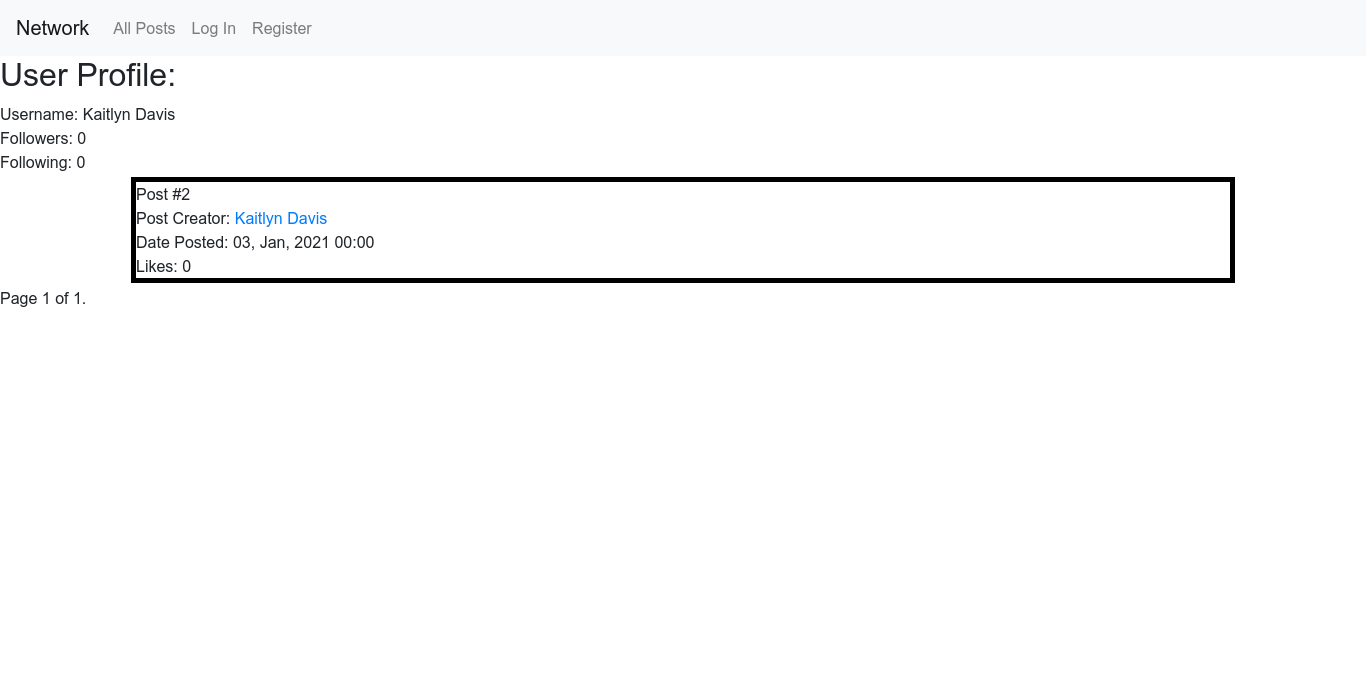 Network All Posts Log In Register
User Profile:
Username: Kaitlyn Davis
Followers: 0
Following: 0
Post #2
Post Creator: Kaitlyn Davis
Date Posted: 03, Jan, 2021 00:00
Likes: 0
Page 1 of 1.